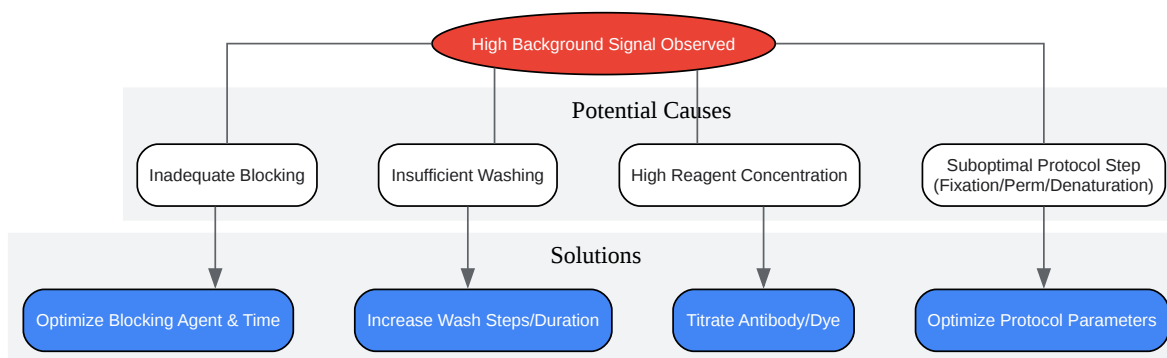 High Background Signal Observed
Potential Causes
Inadequate Blocking
Insufficient Washing
High Reagent Concentration
Suboptimal Protocol Step
(Fixation/Perm/Denaturation)
Solutions
Optimize Blocking Agent & Time
Increase Wash Steps/Duration
Titrate Antibody/Dye
Optimize Protocol Parameters